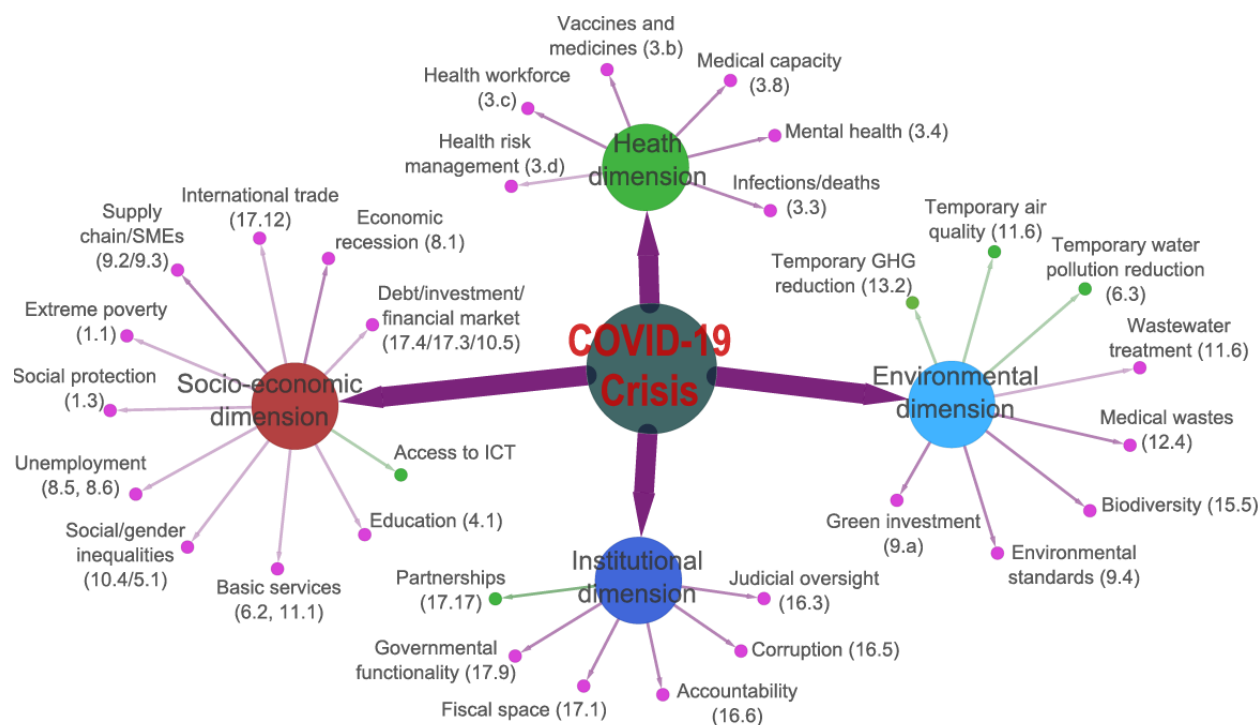 Vaccines and
medicines (3.b)
Medical capacity
(3.8)
Health workforce
(3.c)
Mental health (3.4)
Health risk
management (3.d)
Heath
dimension
Infections/deaths
(3.3)
International trade
(17.12)
Supply
chain/SMEs
(9.2/9.3)
Economic
recession (8.1)
Extreme poverty
(1.1)
Debt/investment/
financial market
(17.4/17.3/10.5)
Social protection
(1.3)
Socio-economic
dimension
Unemployment
(8.5, 8.6)
Access to ICT
Social/gender
inequalities
(10.4/5.1)
Education (4.1)
Basic services
(6.2, 11.1)
COVID-19
Crisis
Temporary air
quality (11.6)
Temporary GHG
reduction (13.2)
Temporary water
pollution reduction
(6.3)
Wastewater
treatment (11.6)
Environmental
dimension
Medical wastes
(12.4)
Biodiversity (15.5)
Green investment
(9.a)
Environmental
standards (9.4)
Institutional
dimension
Partnerships
(17.17)
Judicial oversight
(16.3)
Governmental
functionality (17.9)
Corruption (16.5)
Fiscal space (17.1)
Accountability
(16.6)